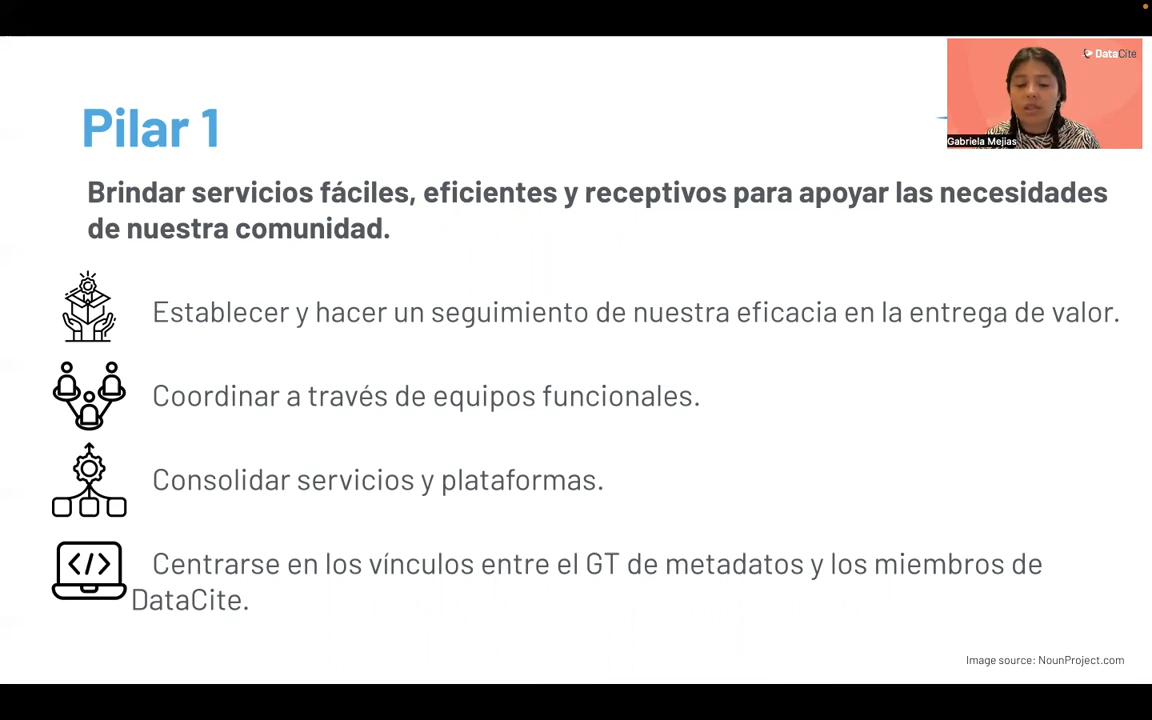 DataCite
Gabriela Mejias
Pilar 1
Brindar servicios fáciles, eficientes y receptivos para apoyar las necesidades
de nuestra comunidad.
Establecer y hacer un seguimiento de nuestra eficacia en la entrega de valor.
Coordinar a través de equipos funcionales.
Consolidar servicios y plataformas.
Centrarse en los vínculos entre el GT de metadatos y los miembros de
DataCite.
Image source: NounProject.com